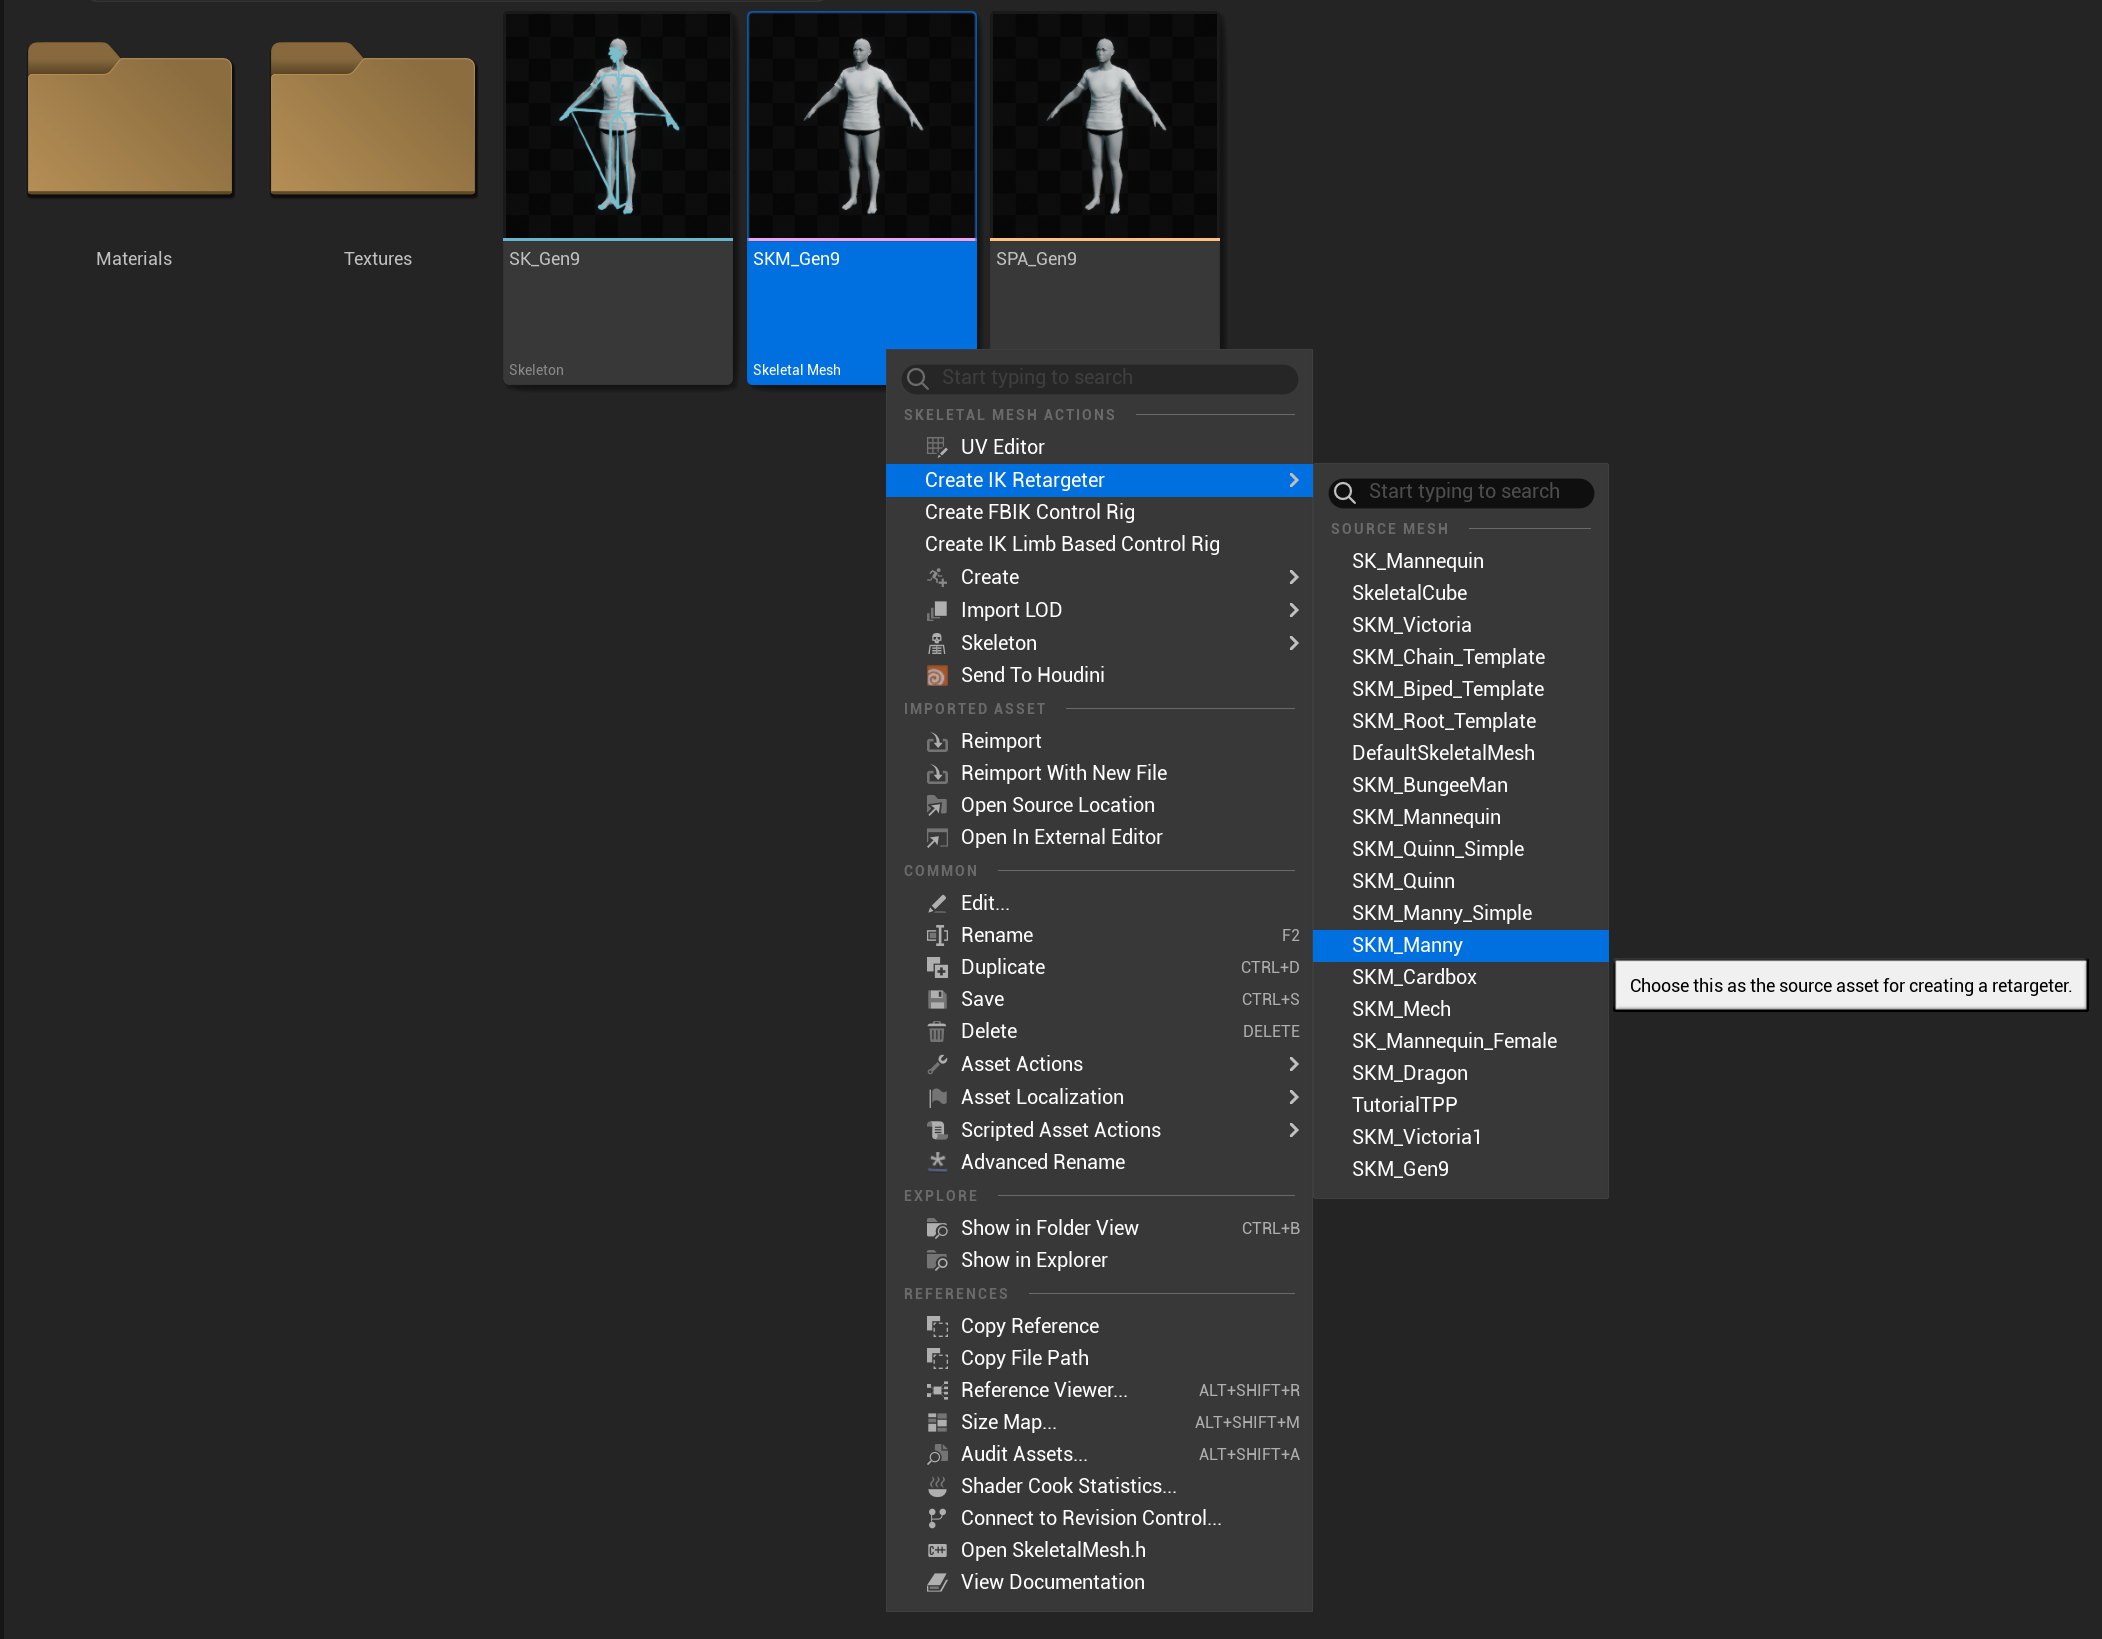 Materials
Textures
SK_Gen9
Skeleton
SKM_Gen9
Skeletal Mesh
SPA_Gen9
Start typing to search
SKELETAL MESH ACTIONS
UV Editor
Create IK Retargeter
Create FBIK Control Rig
Create IK Limb Based Control Rig
Create
Import LOD
Skeleton
Send To Houdini
IMPORTED ASSET
Reimport
Reimport With New File
Open Source Location
Open In External Editor
COMMON
Edit...
Rename F2
Duplicate CTRL+D
Save CTRL+S
Delete DELETE
Asset Actions
Asset Localization
Scripted Asset Actions
Advanced Rename
EXPLORE
Show in Folder View CTRL+B
Show in Explorer
REFERENCES
Copy Reference
Copy File Path
Reference Viewer... ALT+SHIFT+R
Size Map... ALT+SHIFT+M
Audit Assets... ALT+SHIFT+A
Shader Cook Statistics...
Connect to Revision Control...
C++ Open SkeletalMesh.h
View Documentation
Start typing to search
SOURCE MESH
SK_Mannequin
SkeletalCube
SKM_Victoria
SKM_Chain_Template
SKM_Biped_Template
SKM_Root_Template
DefaultSkeletalMesh
SKM_BungeeMan
SKM_Mannequin
SKM_Quinn_Simple
SKM_Quinn
SKM_Manny_Simple
SKM_Manny
SKM_Cardbox
SKM_Mech
SK_Mannequin_Female
SKM_Dragon
TutorialTPP
SKM_Victoria1
SKM_Gen9
Choose this as the source asset for creating a retargeter.